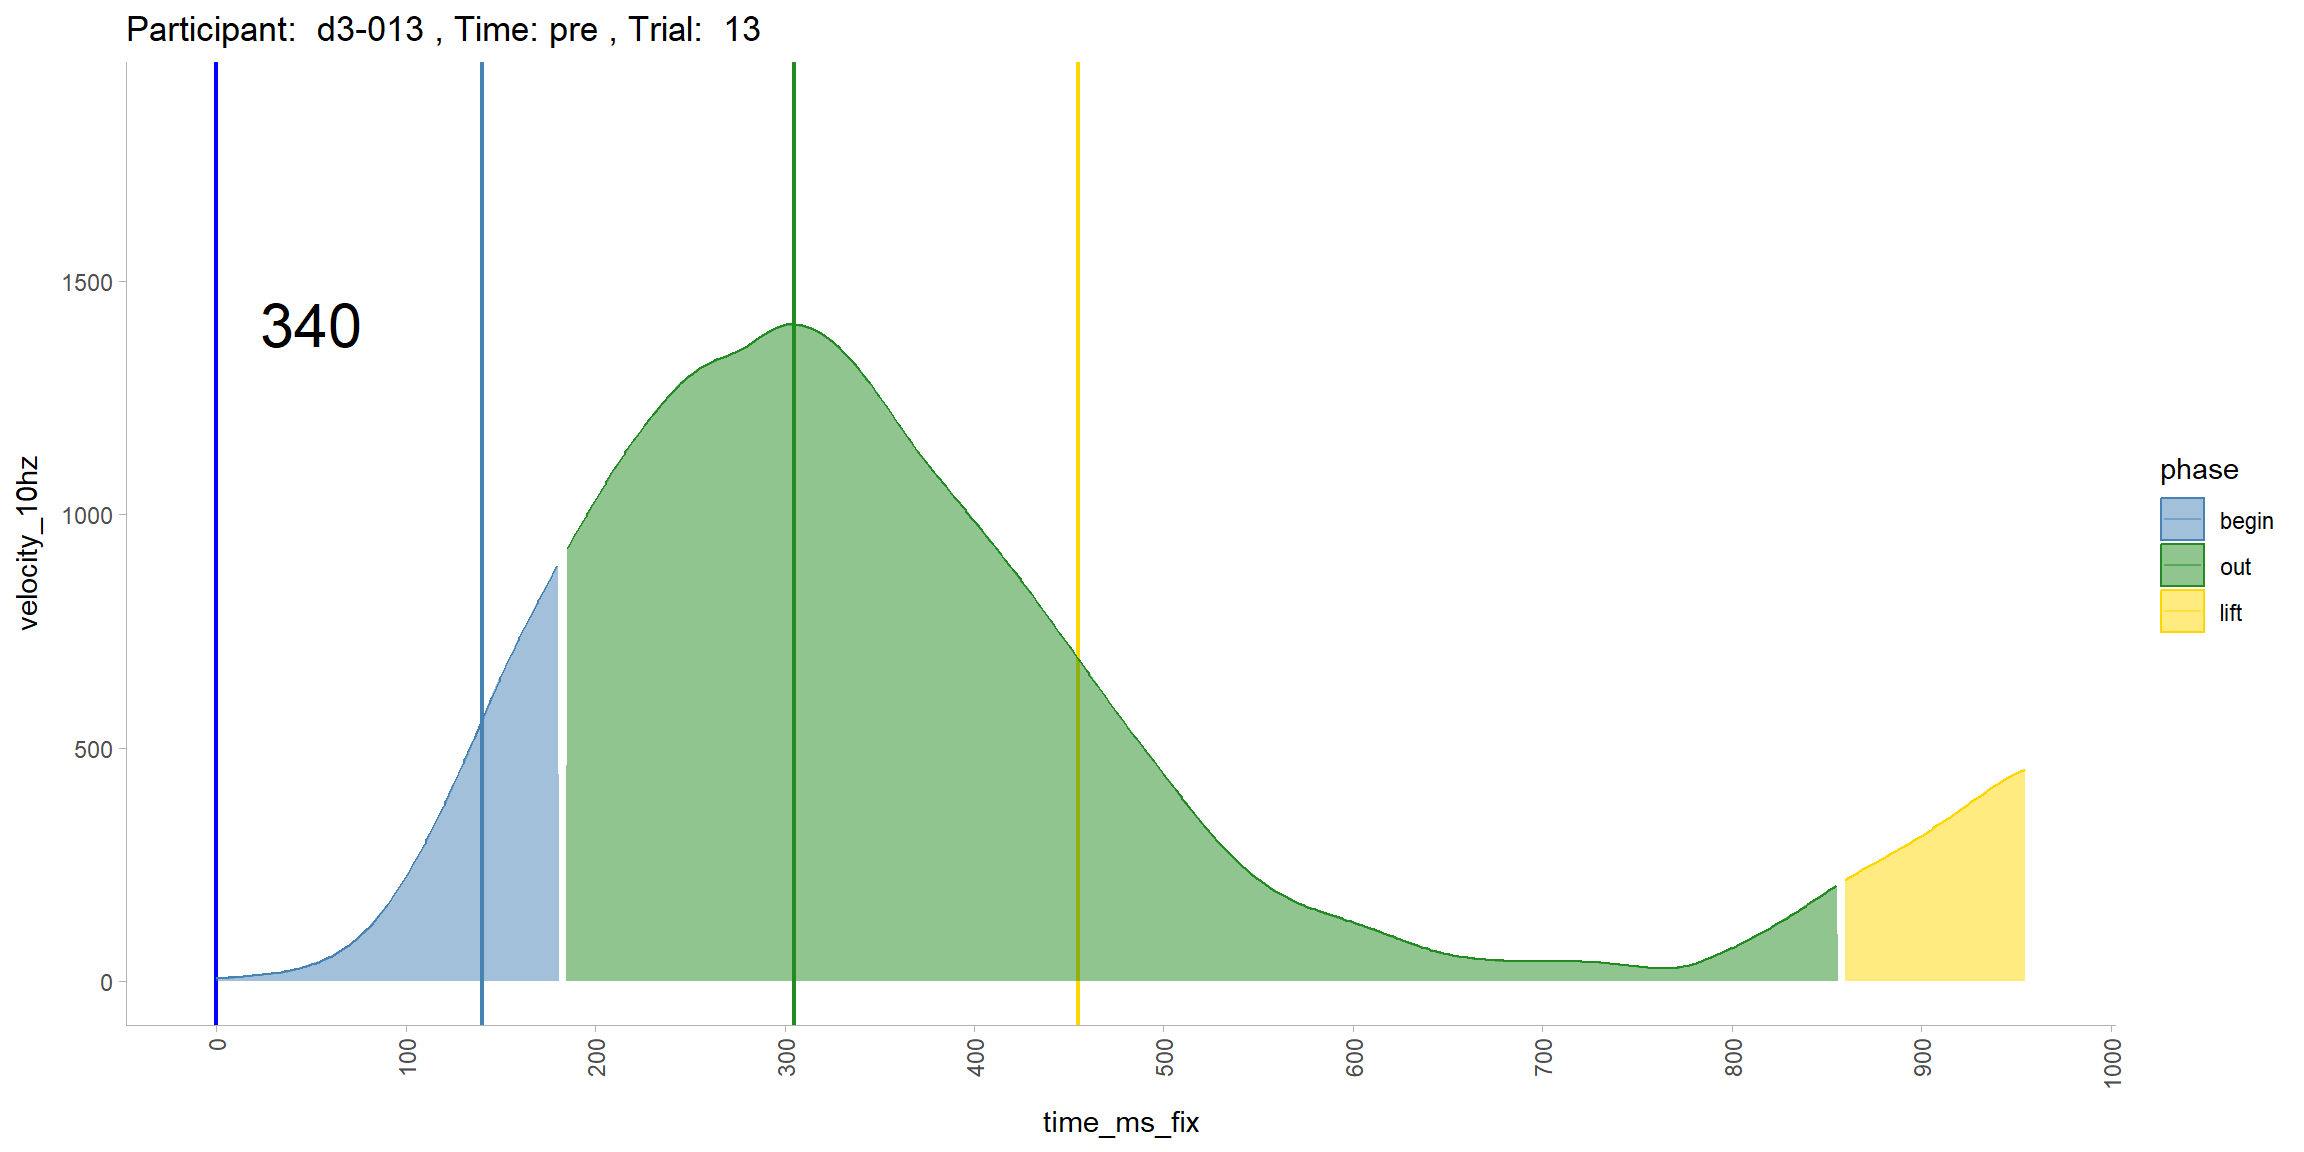 Participant:  d3-013 , Time: pre , Trial:  13
340
velocity_10hz
1500
1000
500
0
0
100
200
300
400
500
600
700
800
900
1000
time_ms_fix
phase
begin
out
lift